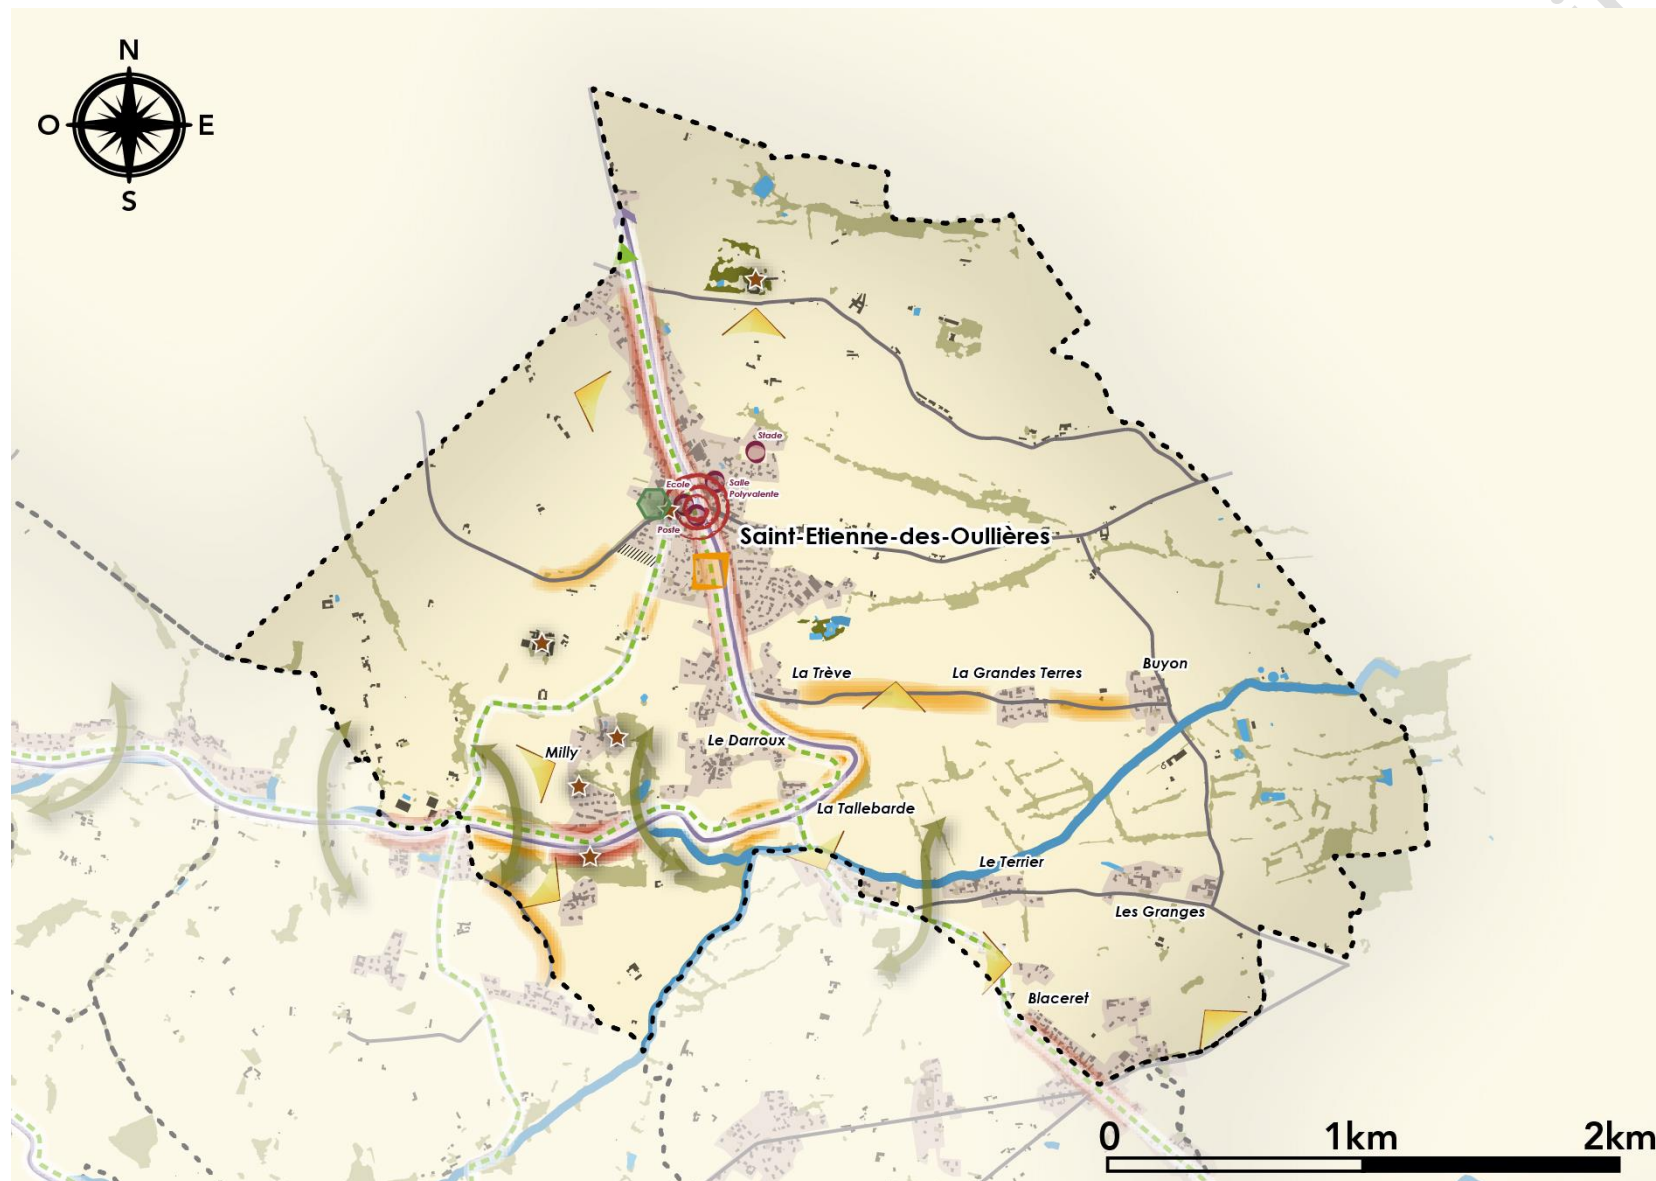 N
O
E
S
Stade
Ecole
Salle
Polyvalente
Poste
Saint-Etienne-des-Oullières
La Trève
La Grandes Terres
Buyon
Milly
Le Darroux
La Tallebarde
Le Terrier
Les Granges
Blaceret
0
1km
2km